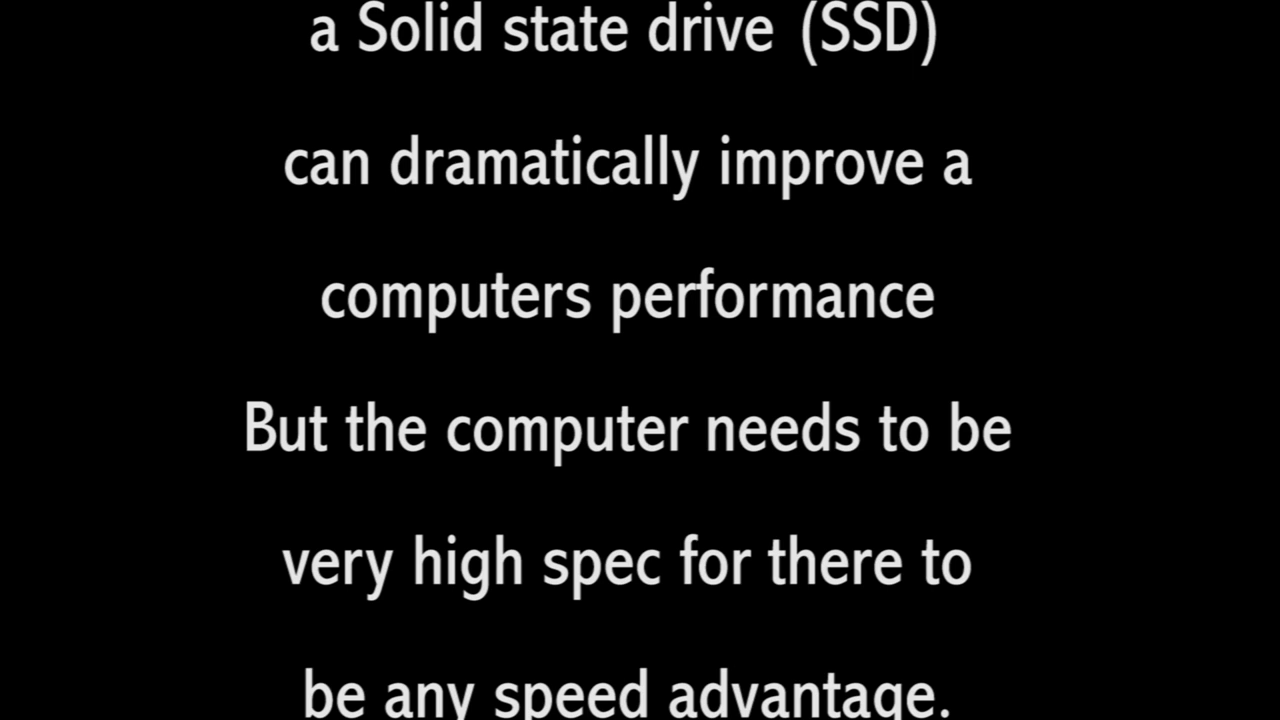 a Solid state drive (SSD)
can dramatically improve a
computers performance
But the computer needs to be
very high spec for there to
be any speed advantage.